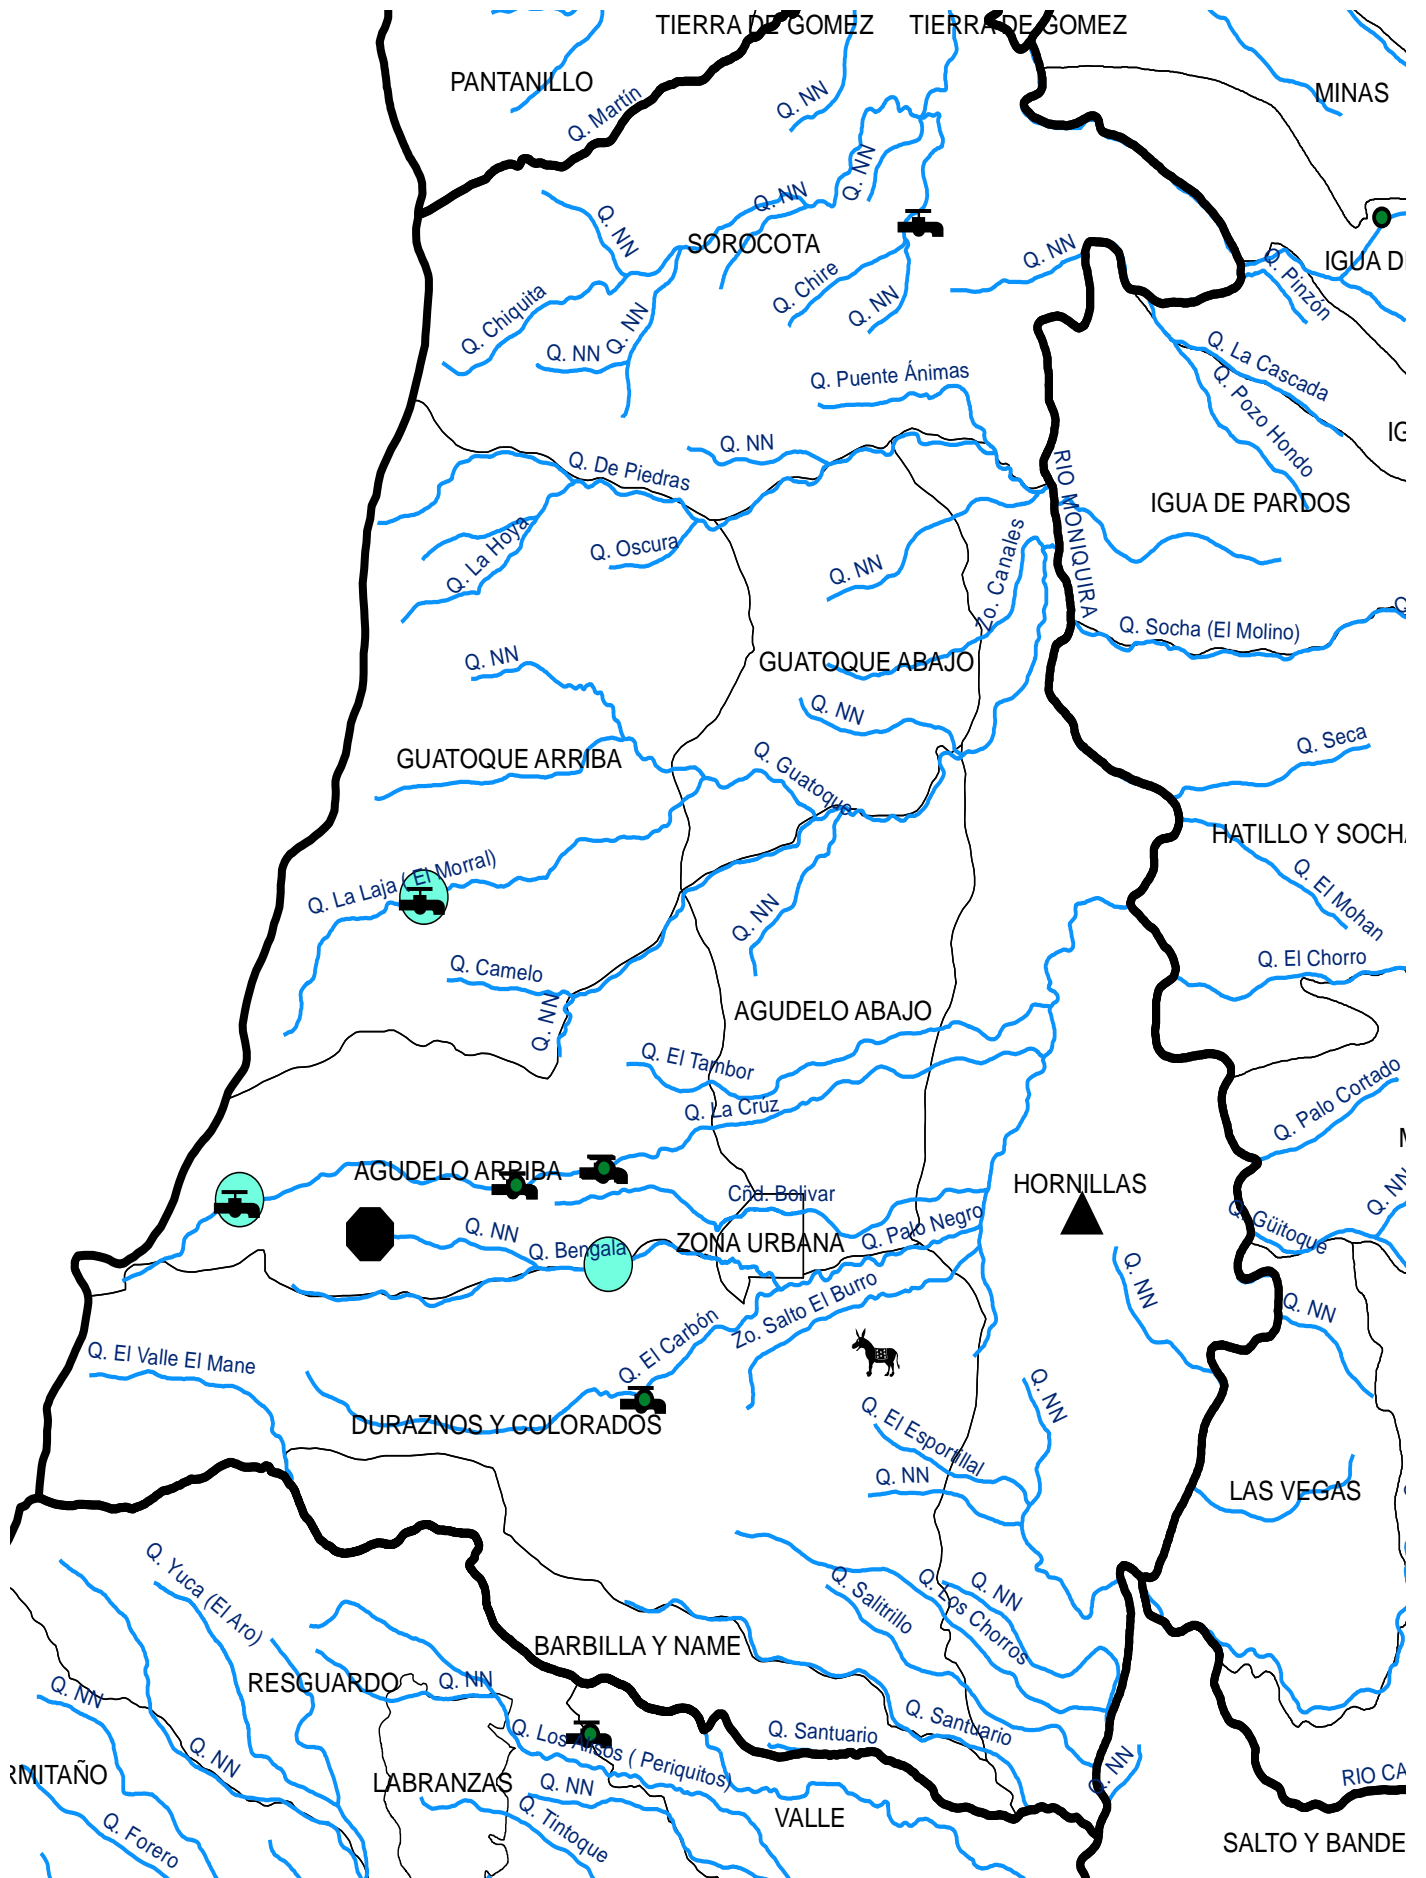 TIERRA DE GOMEZ
TIERRA DE GOMEZ
PANTANILLO
MINAS
Q. Martín
Q. NN
Q. NN
Q. NN
Q. NN
SOROCOTA
Q. NN
IGUA D
Q. Pinzón
Q. Chire
Q. NN
Q. Chiquita
Q. NN
Q. NN
Q. La Cascada
Q. Puente Ánimas
Q. Pozo Hondo
IG
Q. NN
Q. De Piedras
RIO MONIQUIRA
IGUA DE PARDOS
Q. La Hoya
Q. Oscura
Q. NN
Zo. Canales
Q. Socha (El Molino)
Q. NN
GUATOQUE ABAJO
Q. NN
Q. Seca
GUATOQUE ARRIBA
Q. Guatoque
HATILLO Y SOCHA
Q. La Laja ( El Morral)
Q. El Mohan
Q. NN
Q. Camelo
Q. El Chorro
Q. NN
AGUDELO ABAJO
Q. El Tambor
Q. La Crúz
Q. Palo Cortado
M
AGUDELO ARRIBA
Cñd. Bolivar
HORNILLAS
Q. NN
Q. NN
Q. Bengala
ZONA URBANA
Q. Palo Negro
Q. Güitoque
Q. NN
Q. NN
Zo. Salto El Burro
Q. El Carbón
Q. El Valle El Mane
Q. NN
DURAZNOS Y COLORADOS
Q. El Esportillal
Q. NN
LAS VEGAS
Q. Yuca (El Aro)
Q. Salitrillo
Q. Los Chorros
Q. NN
BARBILLA Y NAME
RESGUARDO
Q. NN
Q. NN
Q. Santuario
Q. Santuario
Q. Los Alisos ( Periquitos)
Q. NN
Q. NN
RMITAÑO
LABRANZAS
Q. NN
RIO CA
Q. Tintoque
VALLE
Q. Forero
SALTO Y BANDE